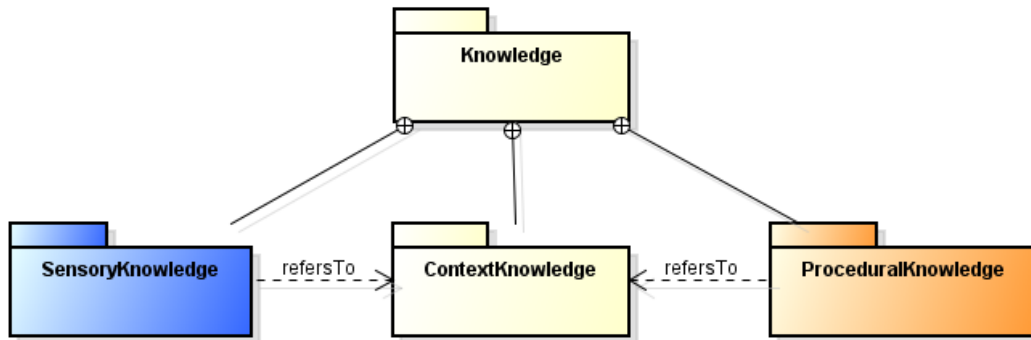 Knowledge
SensoryKnowledge
refersTo
ContextKnowledge
refersTo
ProceduralKnowledge